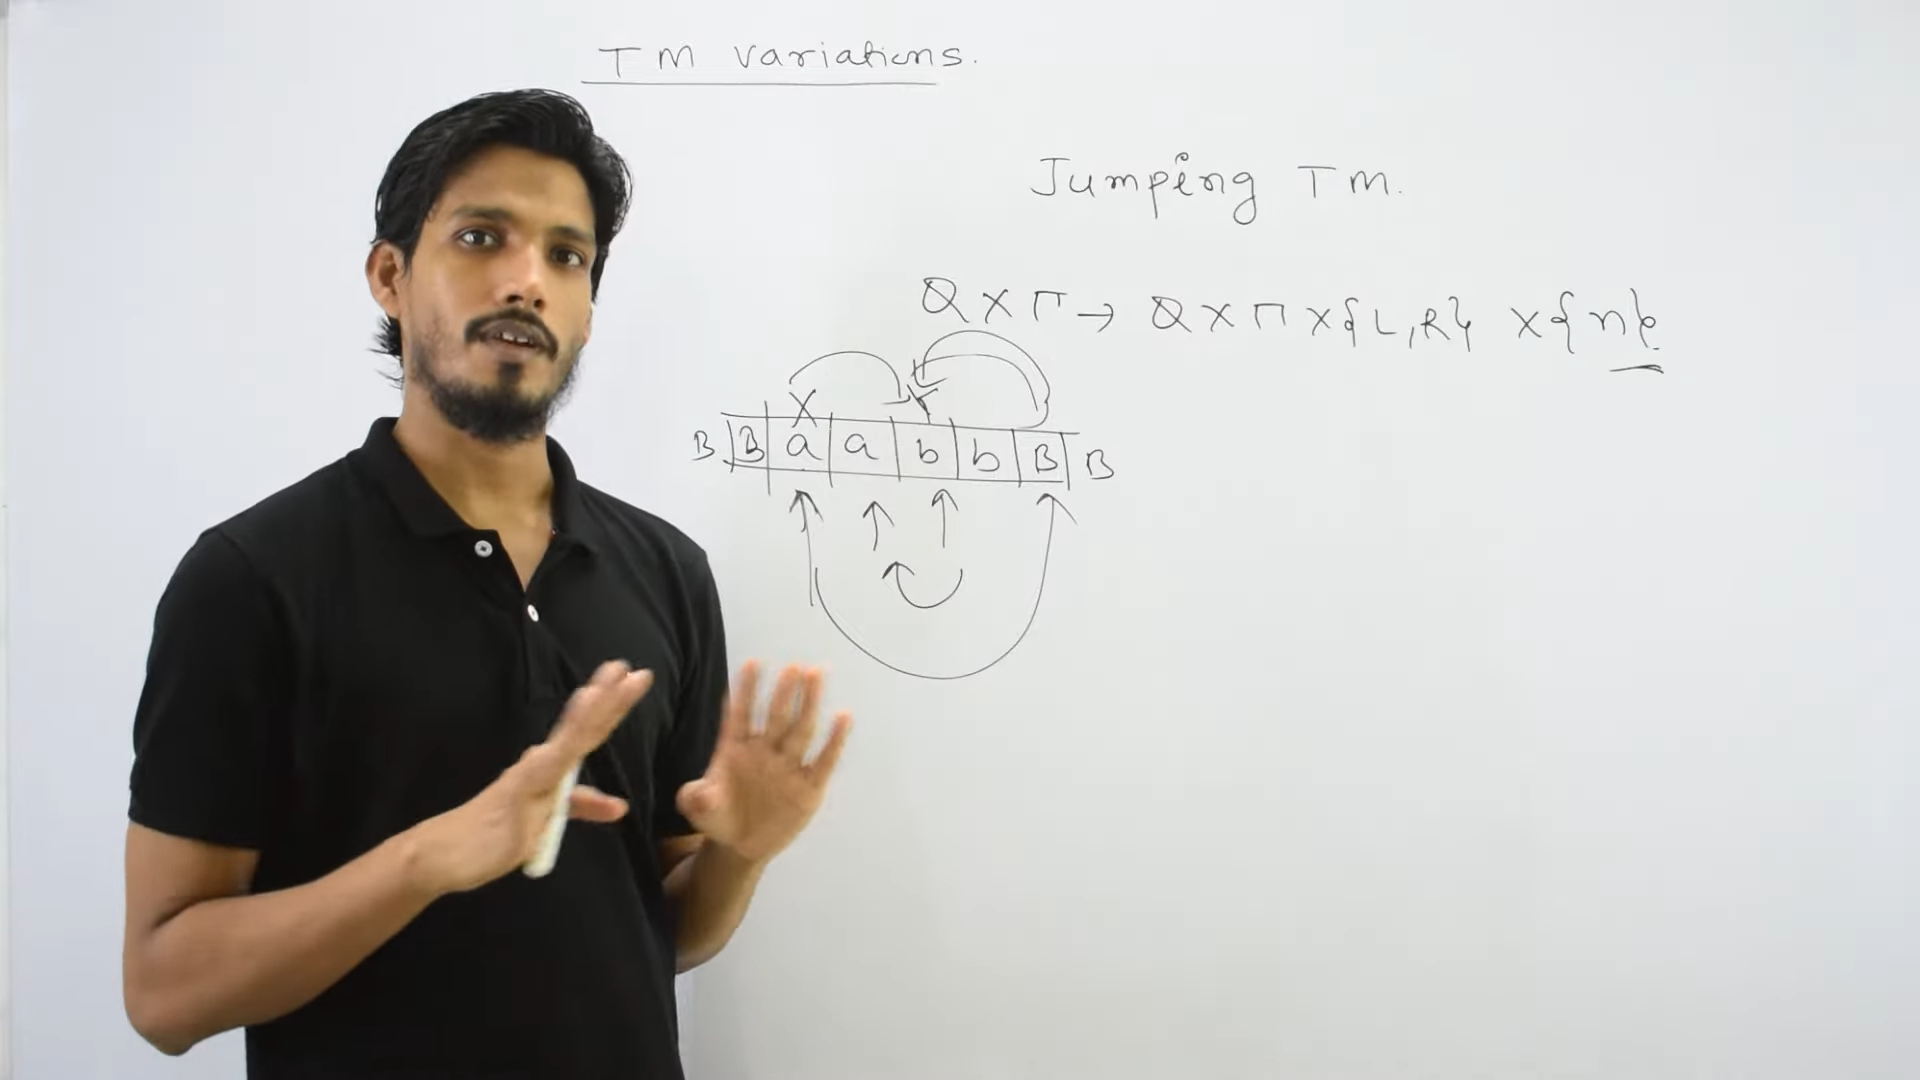 TM variations.
Jumping TM.
Q × Γ → Q × Γ × {L, R} × {n}
X
B B a a b b B B